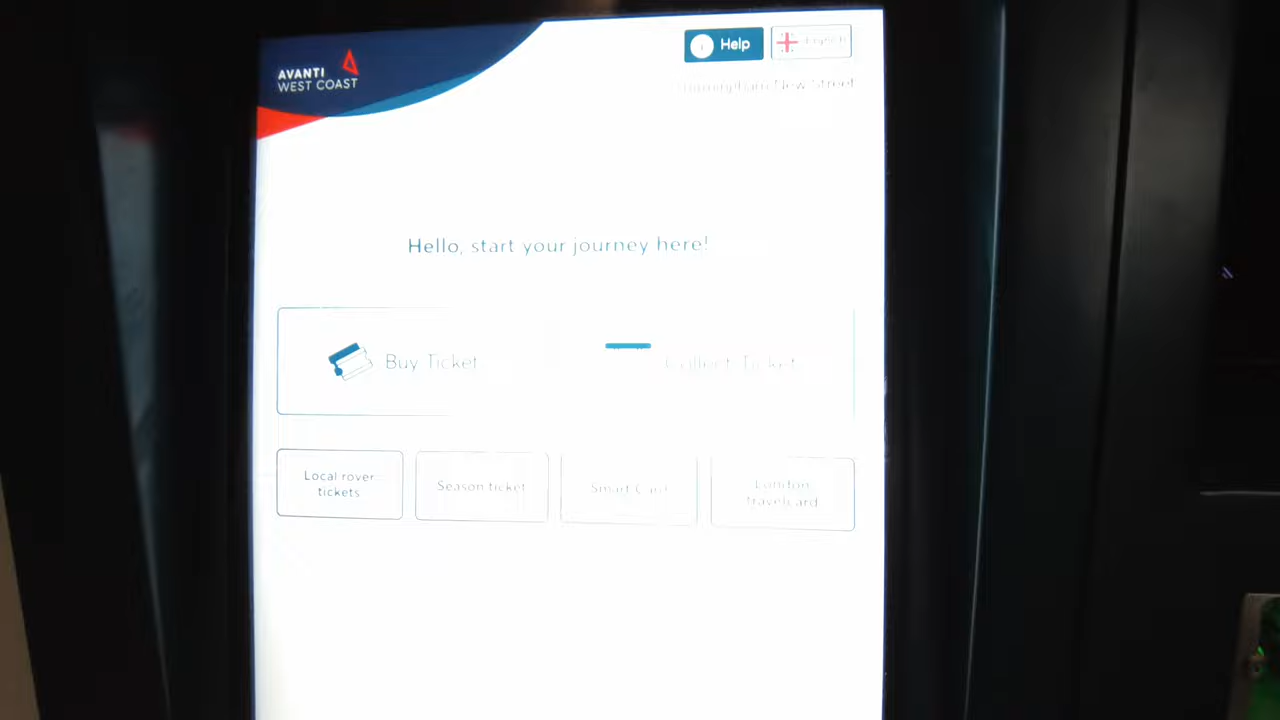 AVANTI
WEST COAST
Help
English
Birmingham New Street
Hello, start your journey here!
Buy Ticket
Collect Tickets
Local rover
tickets
Season ticket
Smart Card
London
travelcard